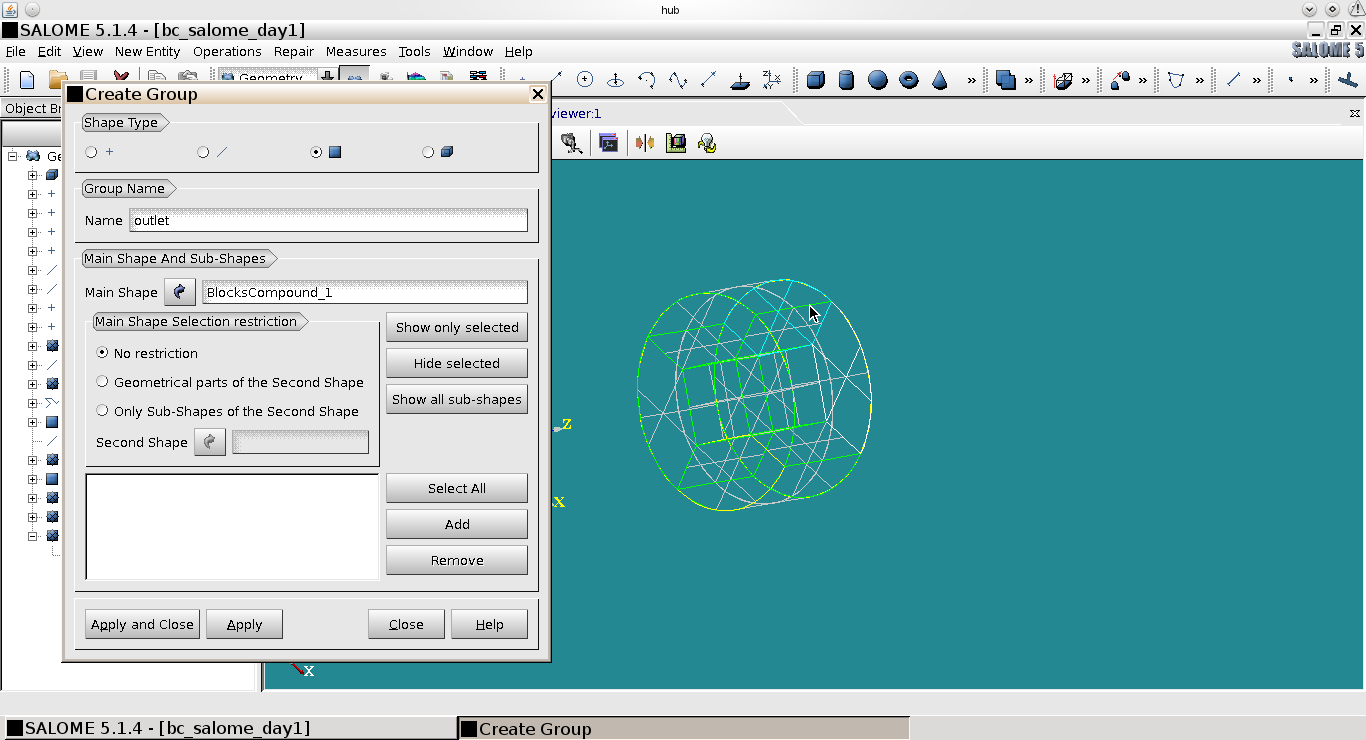 hub
SALOME 5.1.4 - [bc_salome_day1]
File Edit View New Entity Operations Repair Measures Tools Window Help
SALOME 5
Geometry
Create Group
Object Br
viewer:1
Shape Type
Ge
Group Name
Name outlet
Main Shape And Sub-Shapes
Main Shape BlocksCompound_1
Main Shape Selection restriction
Show only selected
No restriction
Hide selected
Geometrical parts of the Second Shape
Show all sub-shapes
Only Sub-Shapes of the Second Shape
Second Shape
Z
Select All
X
Add
Remove
Apply and Close Apply Close Help
X
SALOME 5.1.4 - [bc_salome_day1] Create Group